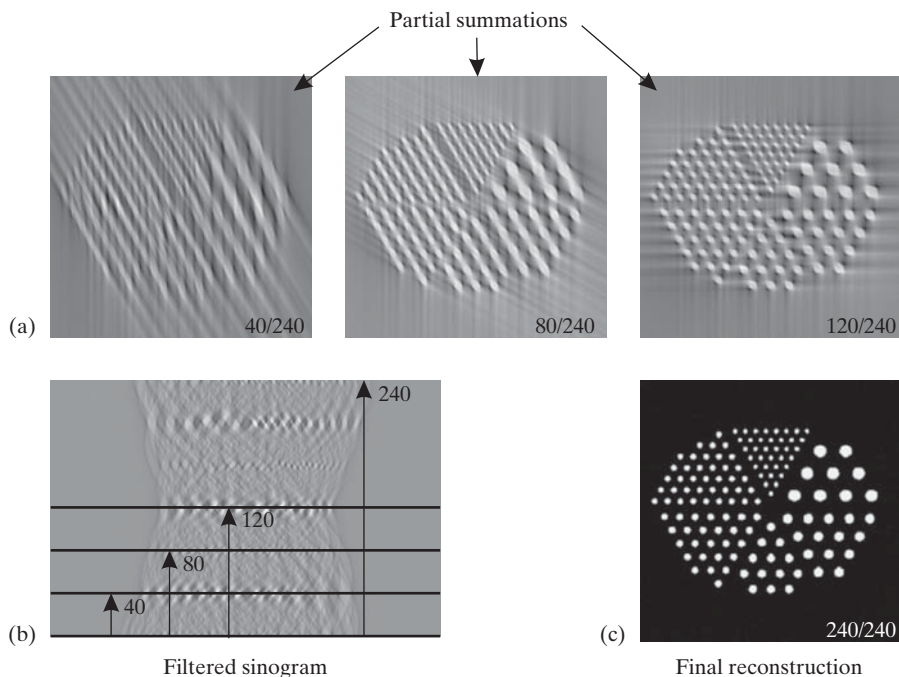 Partial summations
(a)
40/240
80/240
120/240
240
120
80
40
(b)
(c)
240/240
Filtered sinogram
Final reconstruction